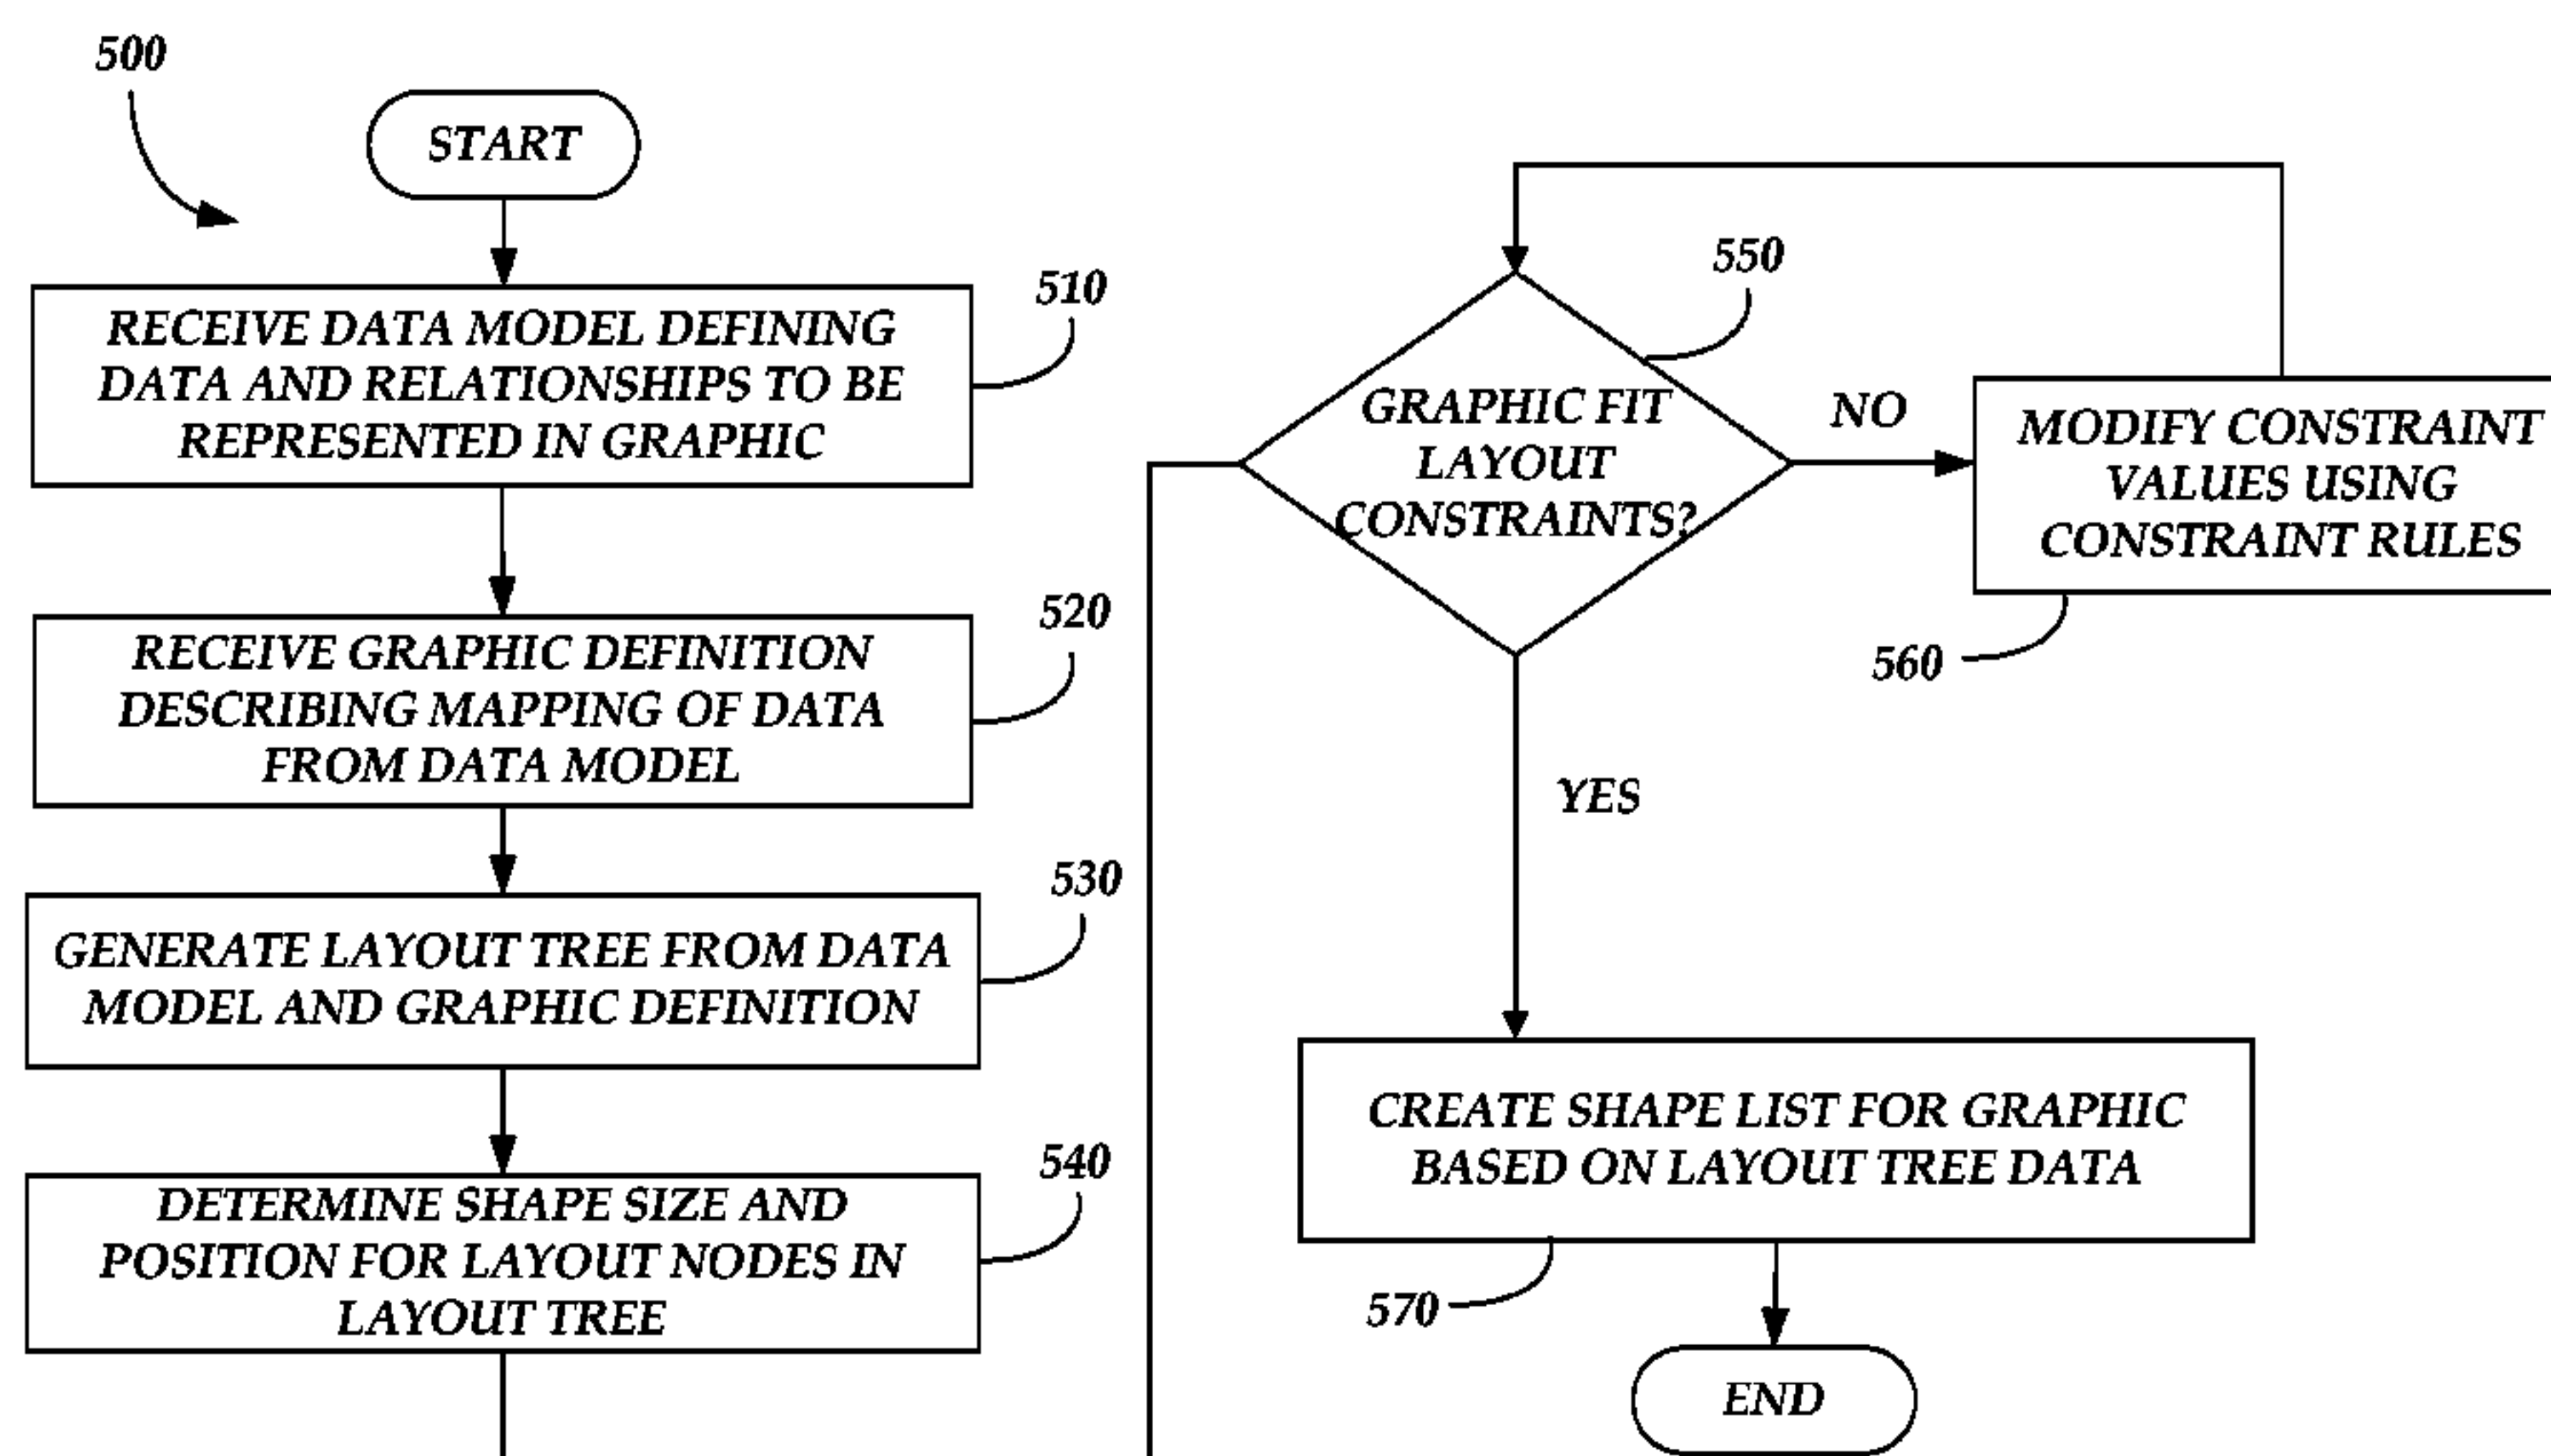 500
START
510
RECEIVE DATA MODEL DEFINING
DATA AND RELATIONSHIPS TO BE
REPRESENTED IN GRAPHIC
520
RECEIVE GRAPHIC DEFINITION
DESCRIBING MAPPING OF DATA
FROM DATA MODEL
530
GENERATE LAYOUT TREE FROM DATA
MODEL AND GRAPHIC DEFINITION
540
DETERMINE SHAPE SIZE AND
POSITION FOR LAYOUT NODES IN
LAYOUT TREE
550
GRAPHIC FIT
LAYOUT
CONSTRAINTS?
NO
MODIFY CONSTRAINT
VALUES USING
CONSTRAINT RULES
560
YES
CREATE SHAPE LIST FOR GRAPHIC
BASED ON LAYOUT TREE DATA
570
END